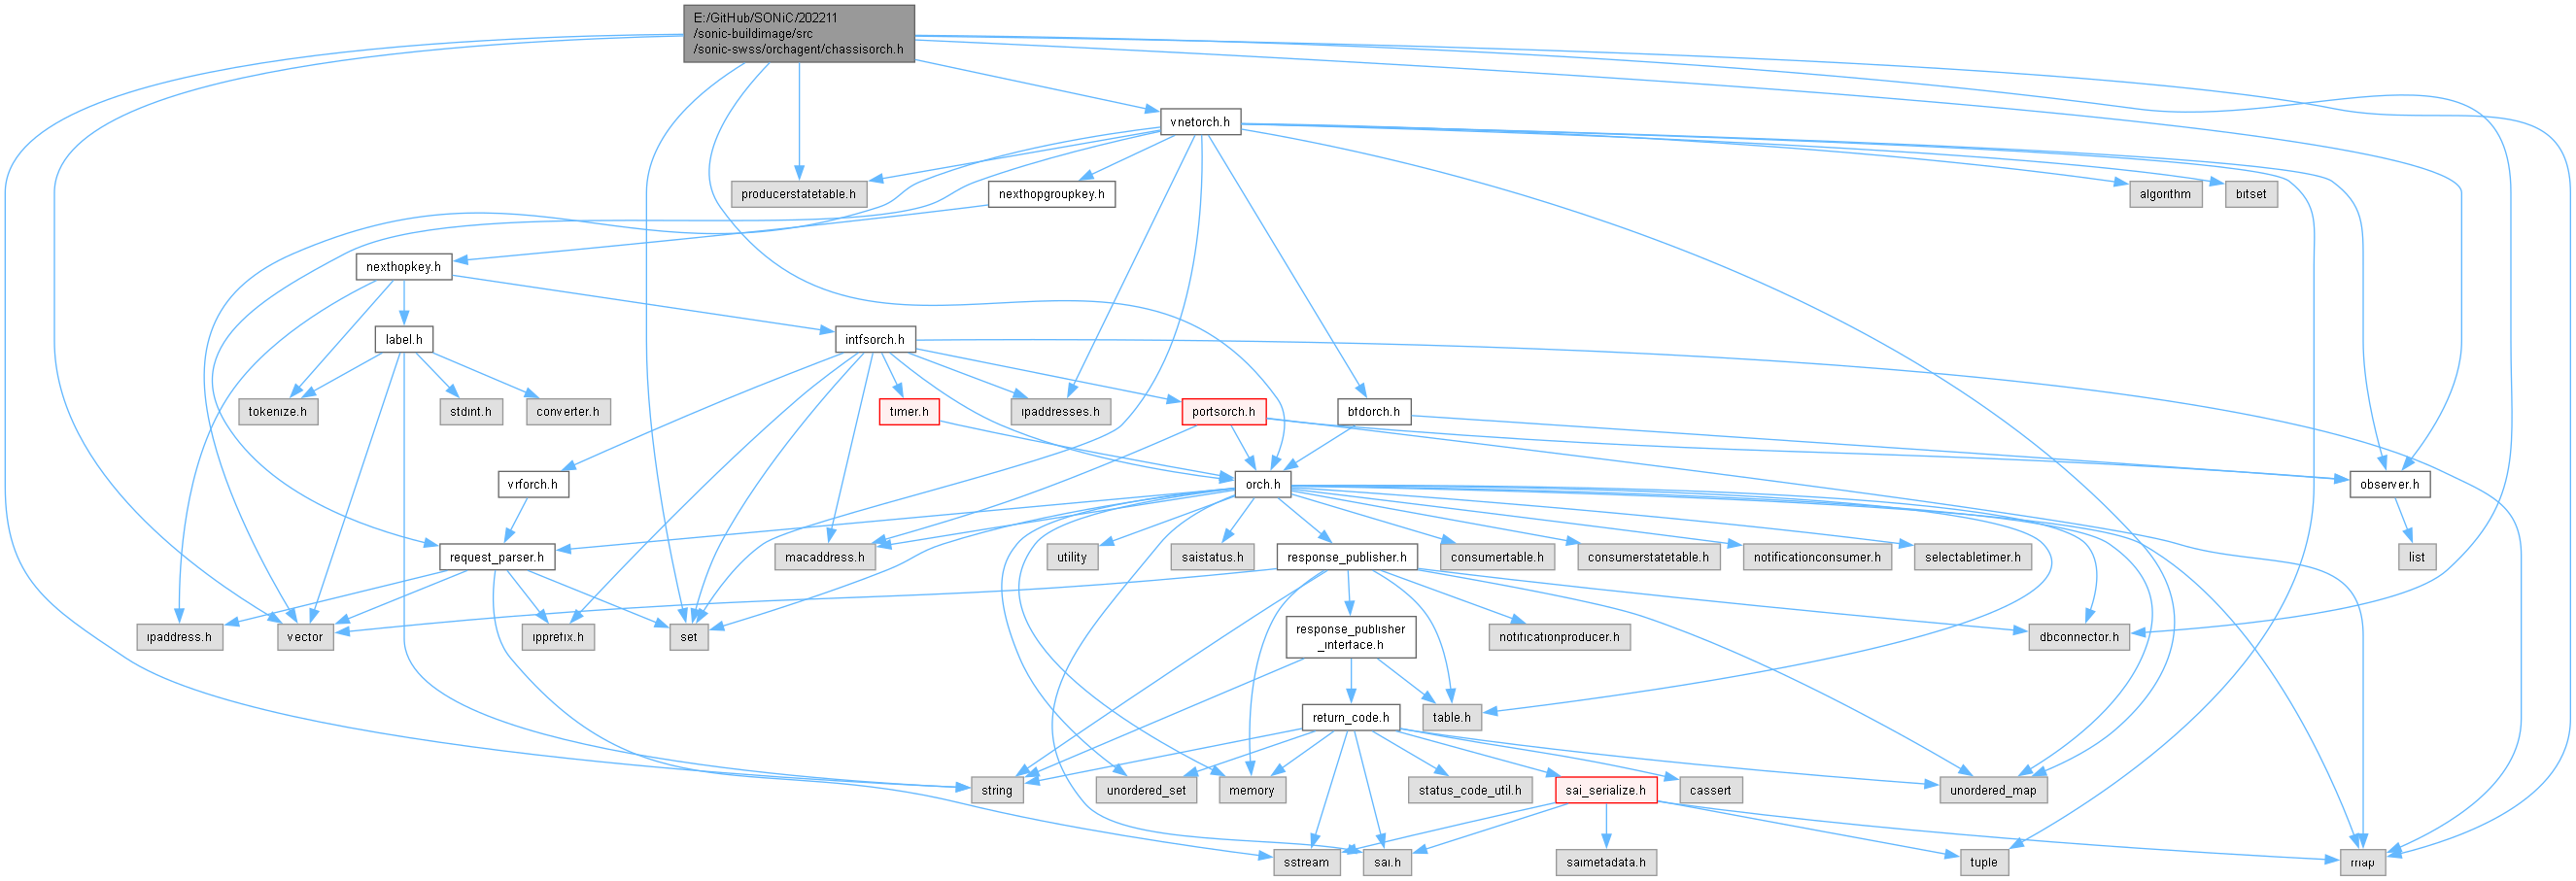 E:/GitHub/SONiC/202211
/sonic-buildimage/src
/sonic-swss/orchagent/chassisorch.h
vnetorch.h
producerstatetable.h
nexthopgroupkey.h
algorithm
bitset
nexthopkey.h
label.h
intfsorch.h
tokenize.h
stdint.h
converter.h
timer.h
ipaddresses.h
portsorch.h
bfdorch.h
vrforch.h
orch.h
observer.h
request_parser.h
macaddress.h
utility
saistatus.h
response_publisher.h
consumertable.h
consumerstatetable.h
notificationconsumer.h
selectabletimer.h
list
ipaddress.h
vector
ipprefix.h
set
response_publisher
_interface.h
notificationproducer.h
dbconnector.h
return_code.h
table.h
string
unordered_set
memory
status_code_util.h
sai_serialize.h
cassert
unordered_map
sstream
sai.h
saimetadata.h
tuple
map